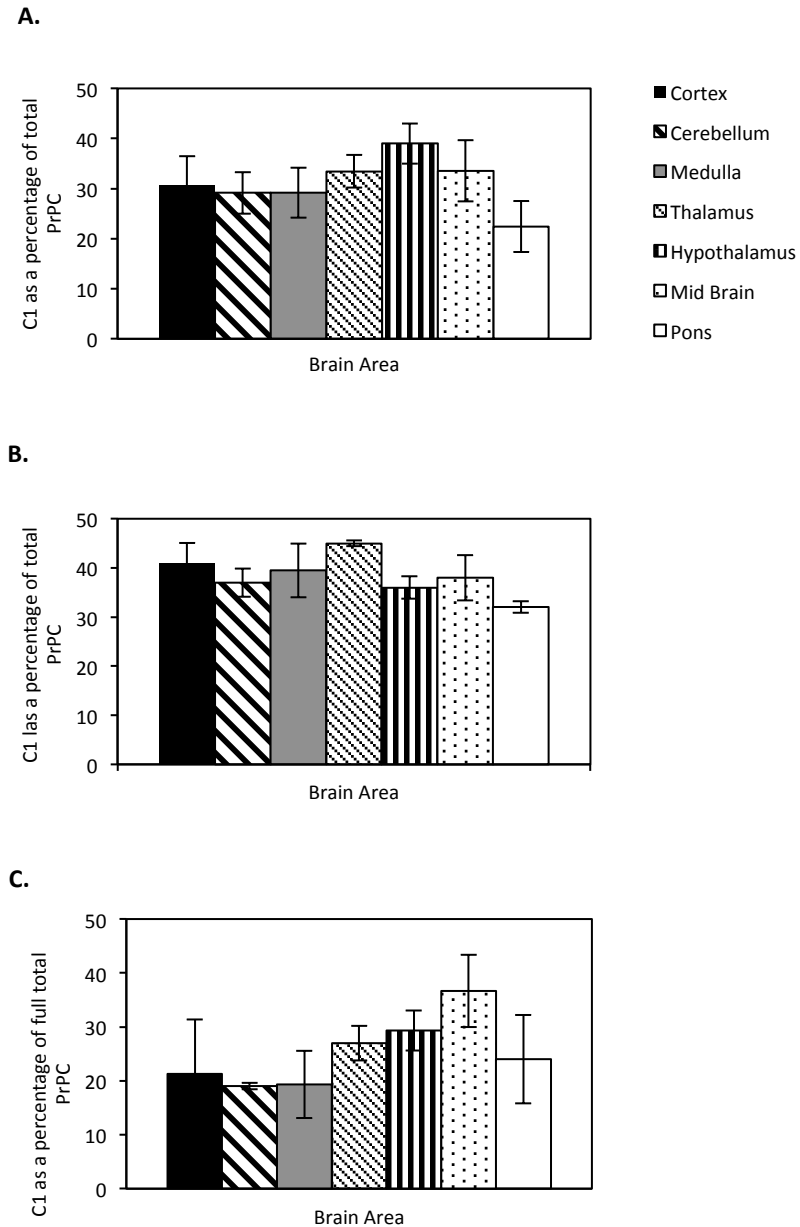 A.
C1 as a percentage of total
PrPC
50
40
30
20
10
0
Brain Area
Cortex
Cerebellum
Medulla
Thalamus
Hypothalamus
Mid Brain
Pons
B.
C1 las a percentage of total
PrPC
50
40
30
20
10
0
Brain Area
C.
C1 as a percentage of full total
PrPC
50
40
30
20
10
0
Brain Area